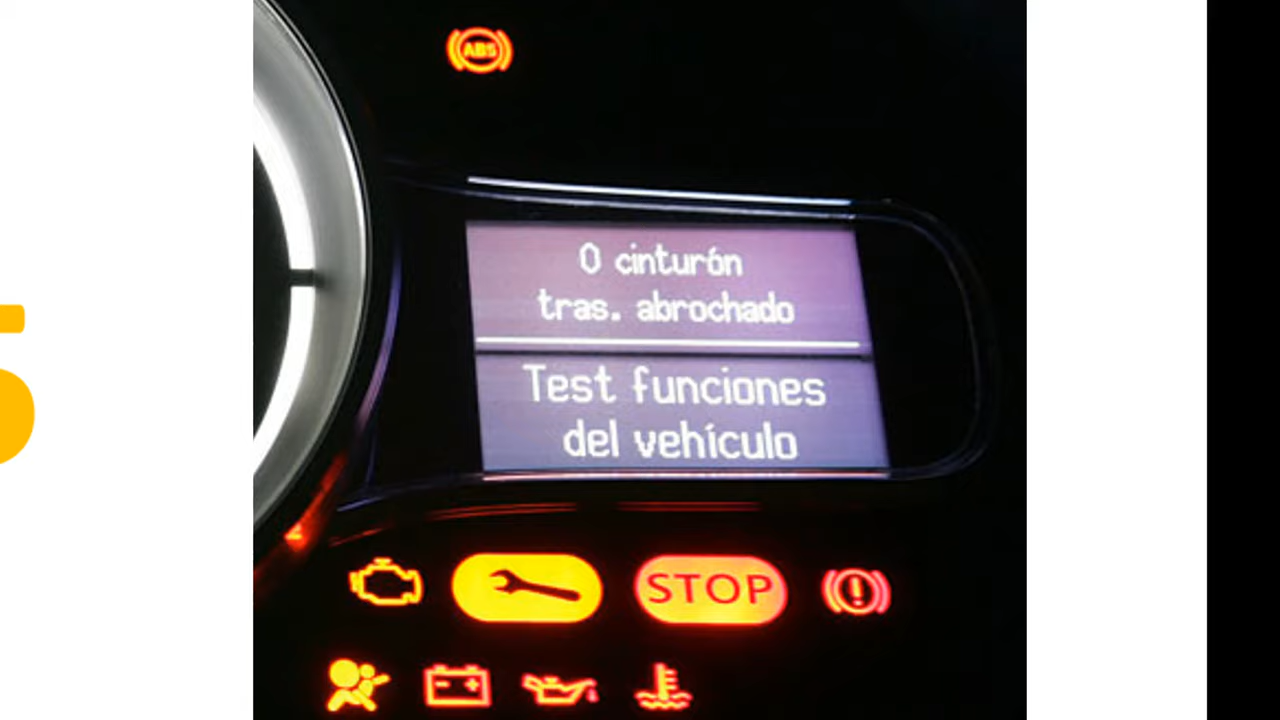 ABS
0 cinturón
tras. abrochado
Test funciones
del vehículo
STOP